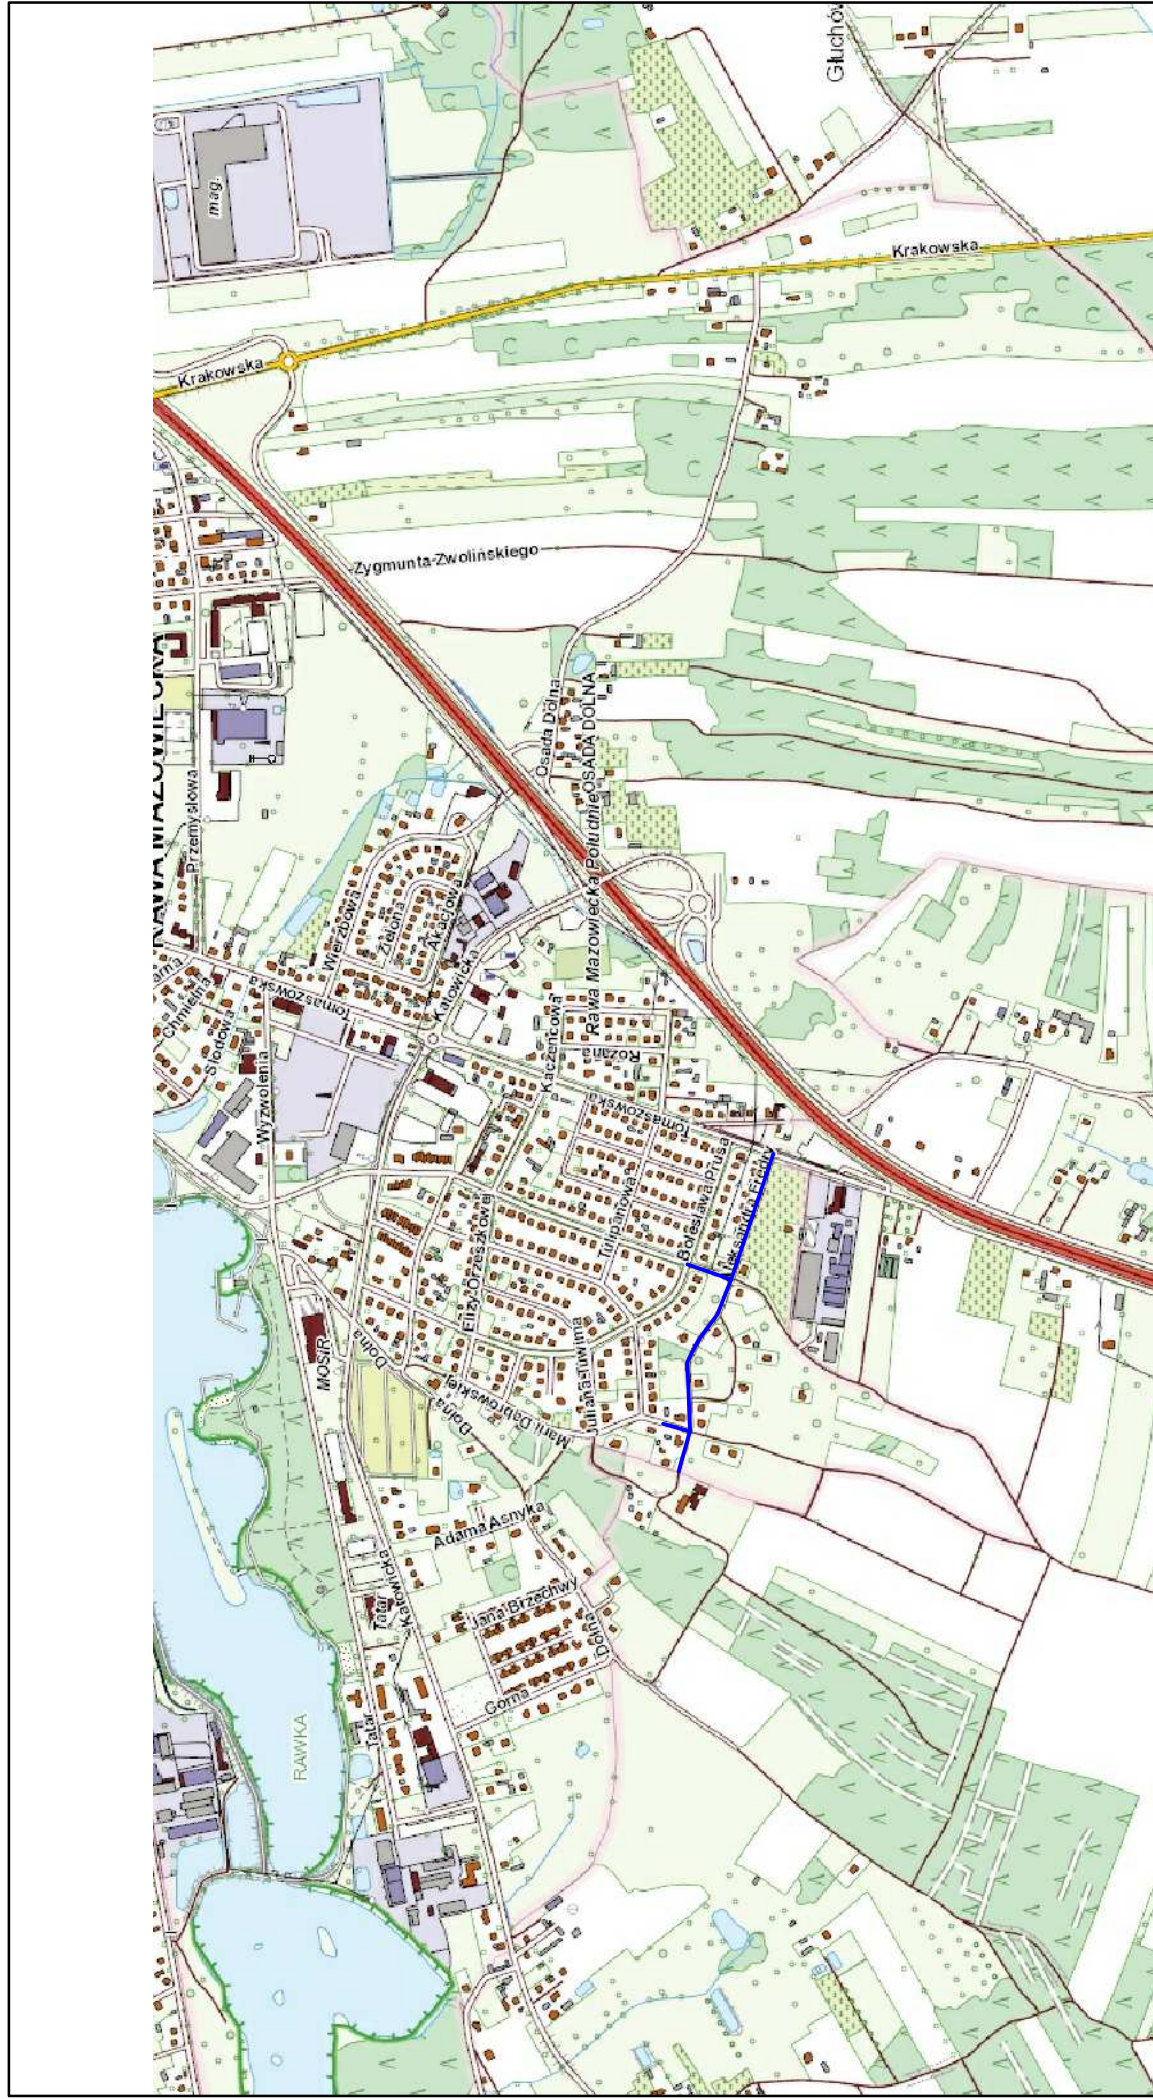 Głuchów
mag.
Krakowska
Krakowska
Zygmunta Zwolińskiego
RAWA MAZOWIECKA
Przemysłowa
Osada Dolna
OSADA DOLNA
Rawa Mazowiecka Południe
Wierzbowa
Zielona
Akacjowa
Katowicka
Tomaszowska
Chmielna
Słodowa
Wyzwolenia
Kaczeńcowa
Różana
Tomaszowska
Tulipanowa
Bolesława Prusa
Aleksandra Fredry
Elizy Orzeszkowej
MOSiR
Dolna
Dolna
Marii Dąbrowskiej
Juliana Tuwima
Adama Asnyka
Jana Brzechwy
Dolna
Górna
Tatar
Katowicka
Tatar
RAWKA